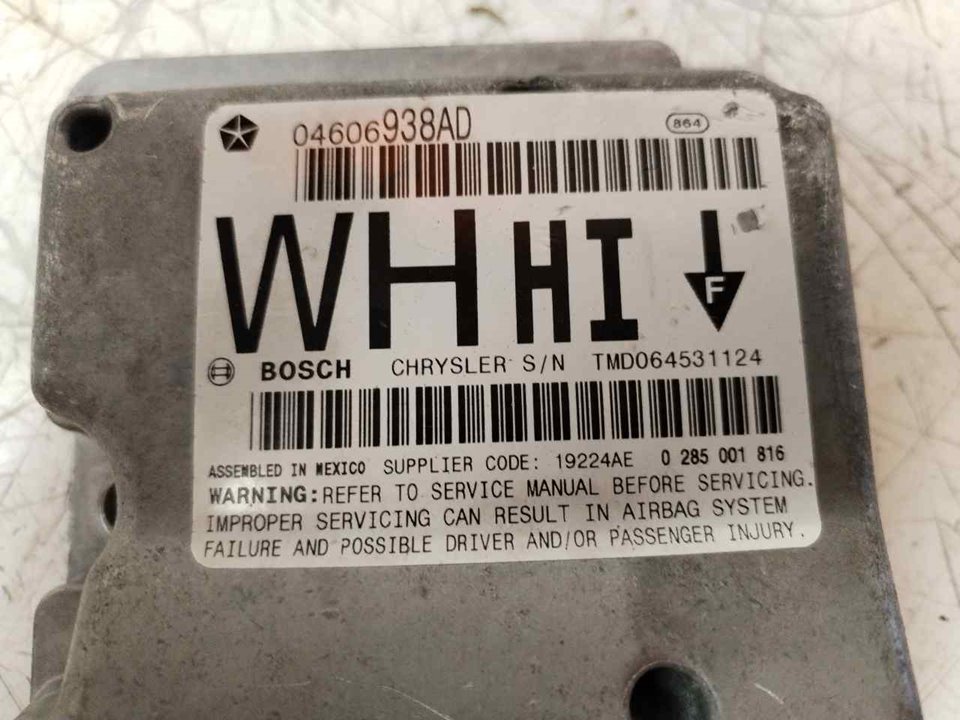 04606938AD 864
WH HI F
BOSCH CHRYSLER S/N TMD064531124
ASSEMBLED IN MEXICO SUPPLIER CODE: 19224AE 0 285 001 816
WARNING: REFER TO SERVICE MANUAL BEFORE SERVICING.
IMPROPER SERVICING CAN RESULT IN AIRBAG SYSTEM
FAILURE AND POSSIBLE DRIVER AND/OR PASSENGER INJURY.